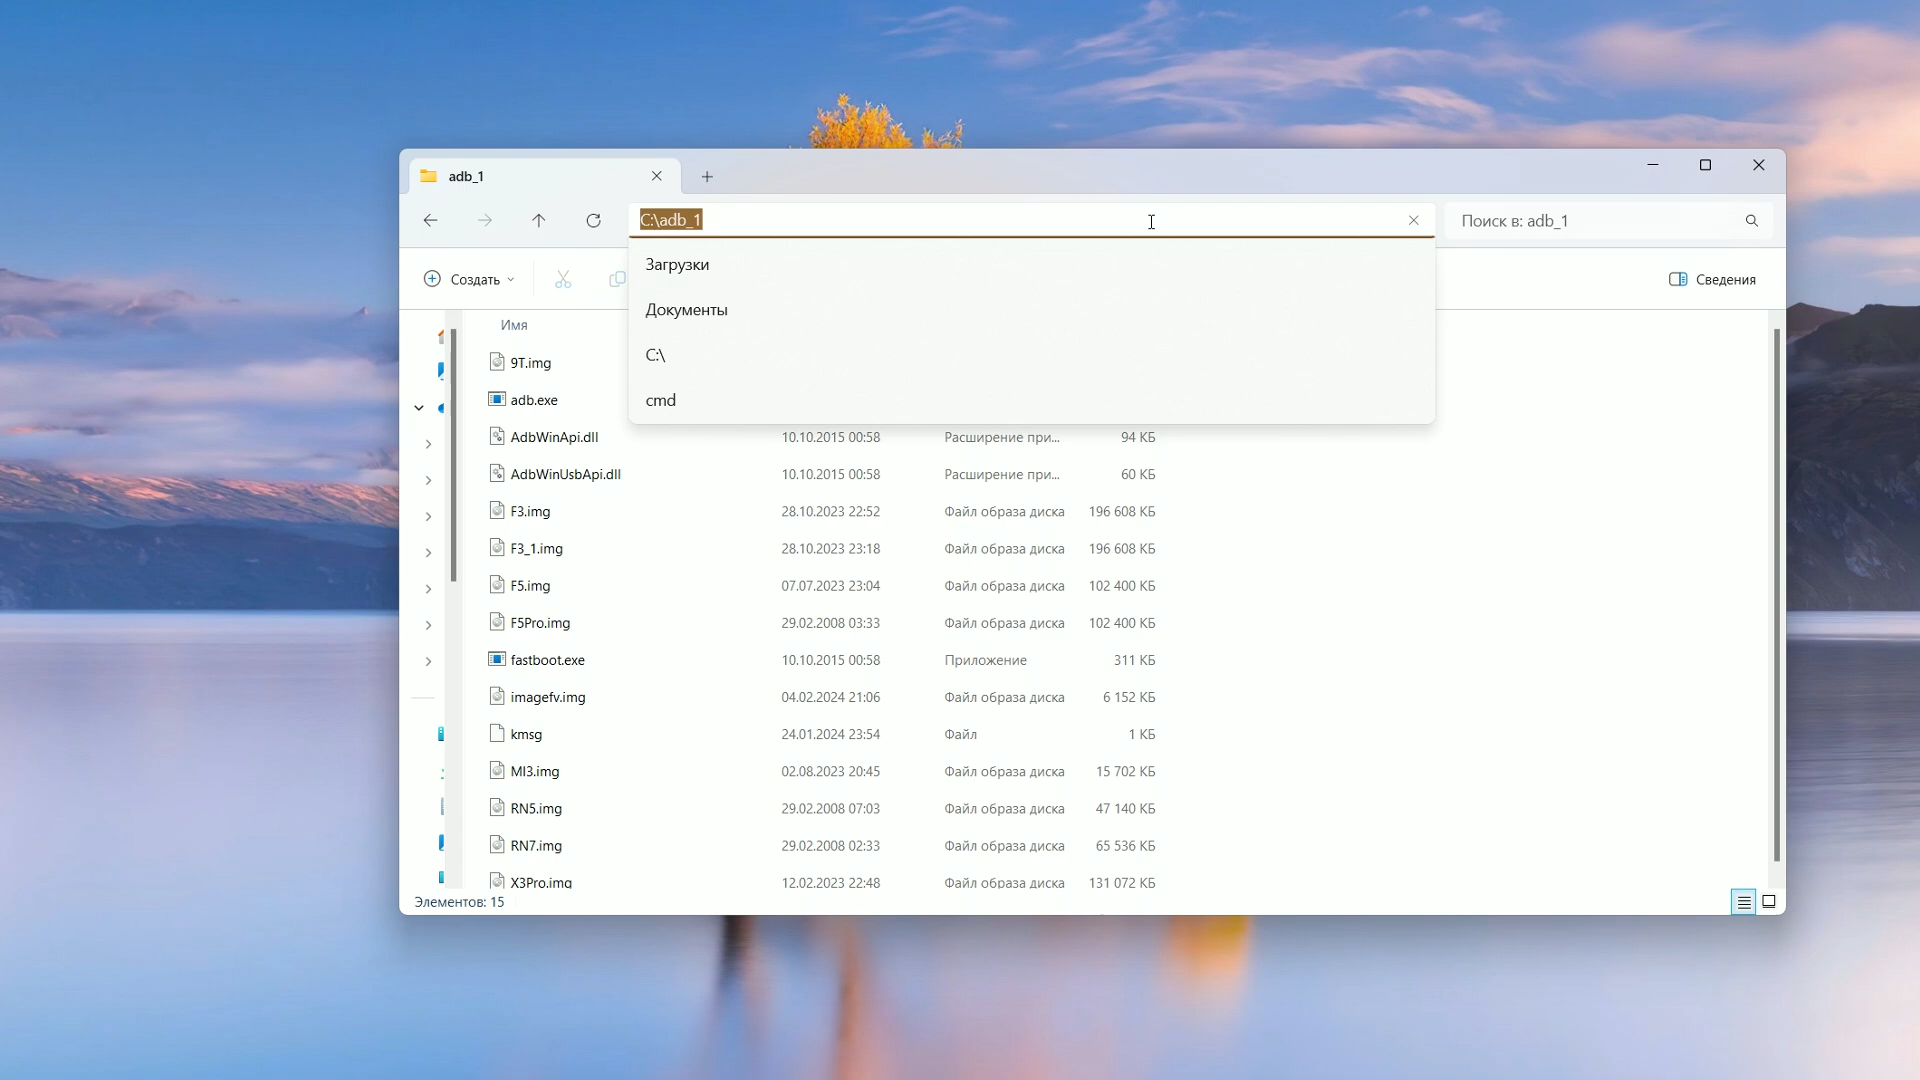 adb_1
C:\adb_1
Поиск в: adb_1
Загрузки
Документы
C:\
cmd
Создать
Сведения
Имя
9T.img
adb.exe
AdbWinApi.dll 10.10.2015 00:58 Расширение при... 94 КБ
AdbWinUsbApi.dll 10.10.2015 00:58 Расширение при... 60 КБ
F3.img 28.10.2023 22:52 Файл образа диска 196 608 КБ
F3_1.img 28.10.2023 23:18 Файл образа диска 196 608 КБ
F5.img 07.07.2023 23:04 Файл образа диска 102 400 КБ
F5Pro.img 29.02.2008 03:33 Файл образа диска 102 400 КБ
fastboot.exe 10.10.2015 00:58 Приложение 311 КБ
imagefv.img 04.02.2024 21:06 Файл образа диска 6 152 КБ
kmsg 24.01.2024 23:54 Файл 1 КБ
MI3.img 02.08.2023 20:45 Файл образа диска 15 702 КБ
RN5.img 29.02.2008 07:03 Файл образа диска 47 140 КБ
RN7.img 29.02.2008 02:33 Файл образа диска 65 536 КБ
X3Pro.img 12.02.2023 22:48 Файл образа диска 131 072 КБ
Элементов: 15